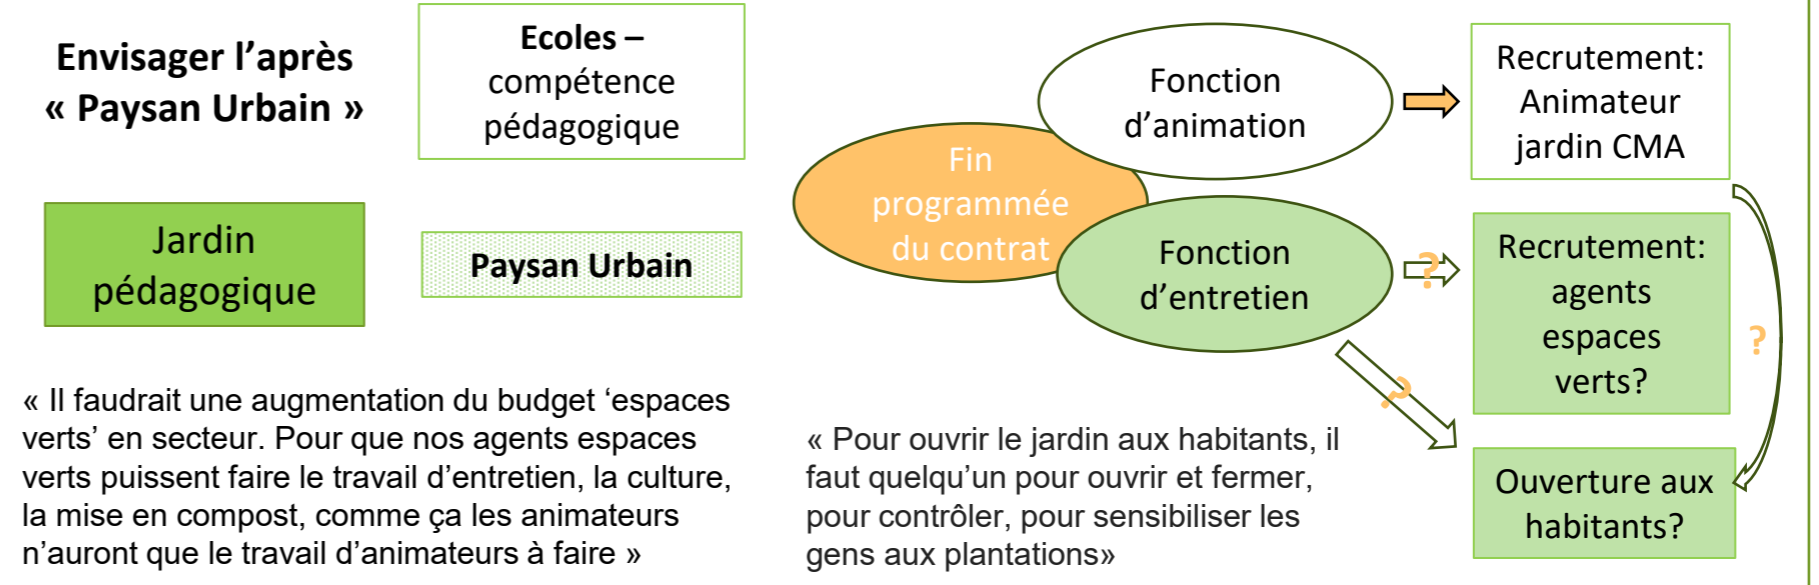 Envisager l’après
« Paysan Urbain »
Ecoles –
compétence
pédagogique
Jardin
pédagogique
Paysan Urbain
« Il faudrait une augmentation du budget ‘espaces
verts’ en secteur. Pour que nos agents espaces
verts puissent faire le travail d’entretien, la culture,
la mise en compost, comme ça les animateurs
n’auront que le travail d’animateurs à faire »
Fin
programmée
du contrat
Fonction
d’animation
Fonction
d’entretien
Recrutement:
Animateur
jardin CMA
?
Recrutement:
agents
espaces
verts?
?
?
Ouverture aux
habitants?
« Pour ouvrir le jardin aux habitants, il
faut quelqu’un pour ouvrir et fermer,
pour contrôler, pour sensibiliser les
gens aux plantations»